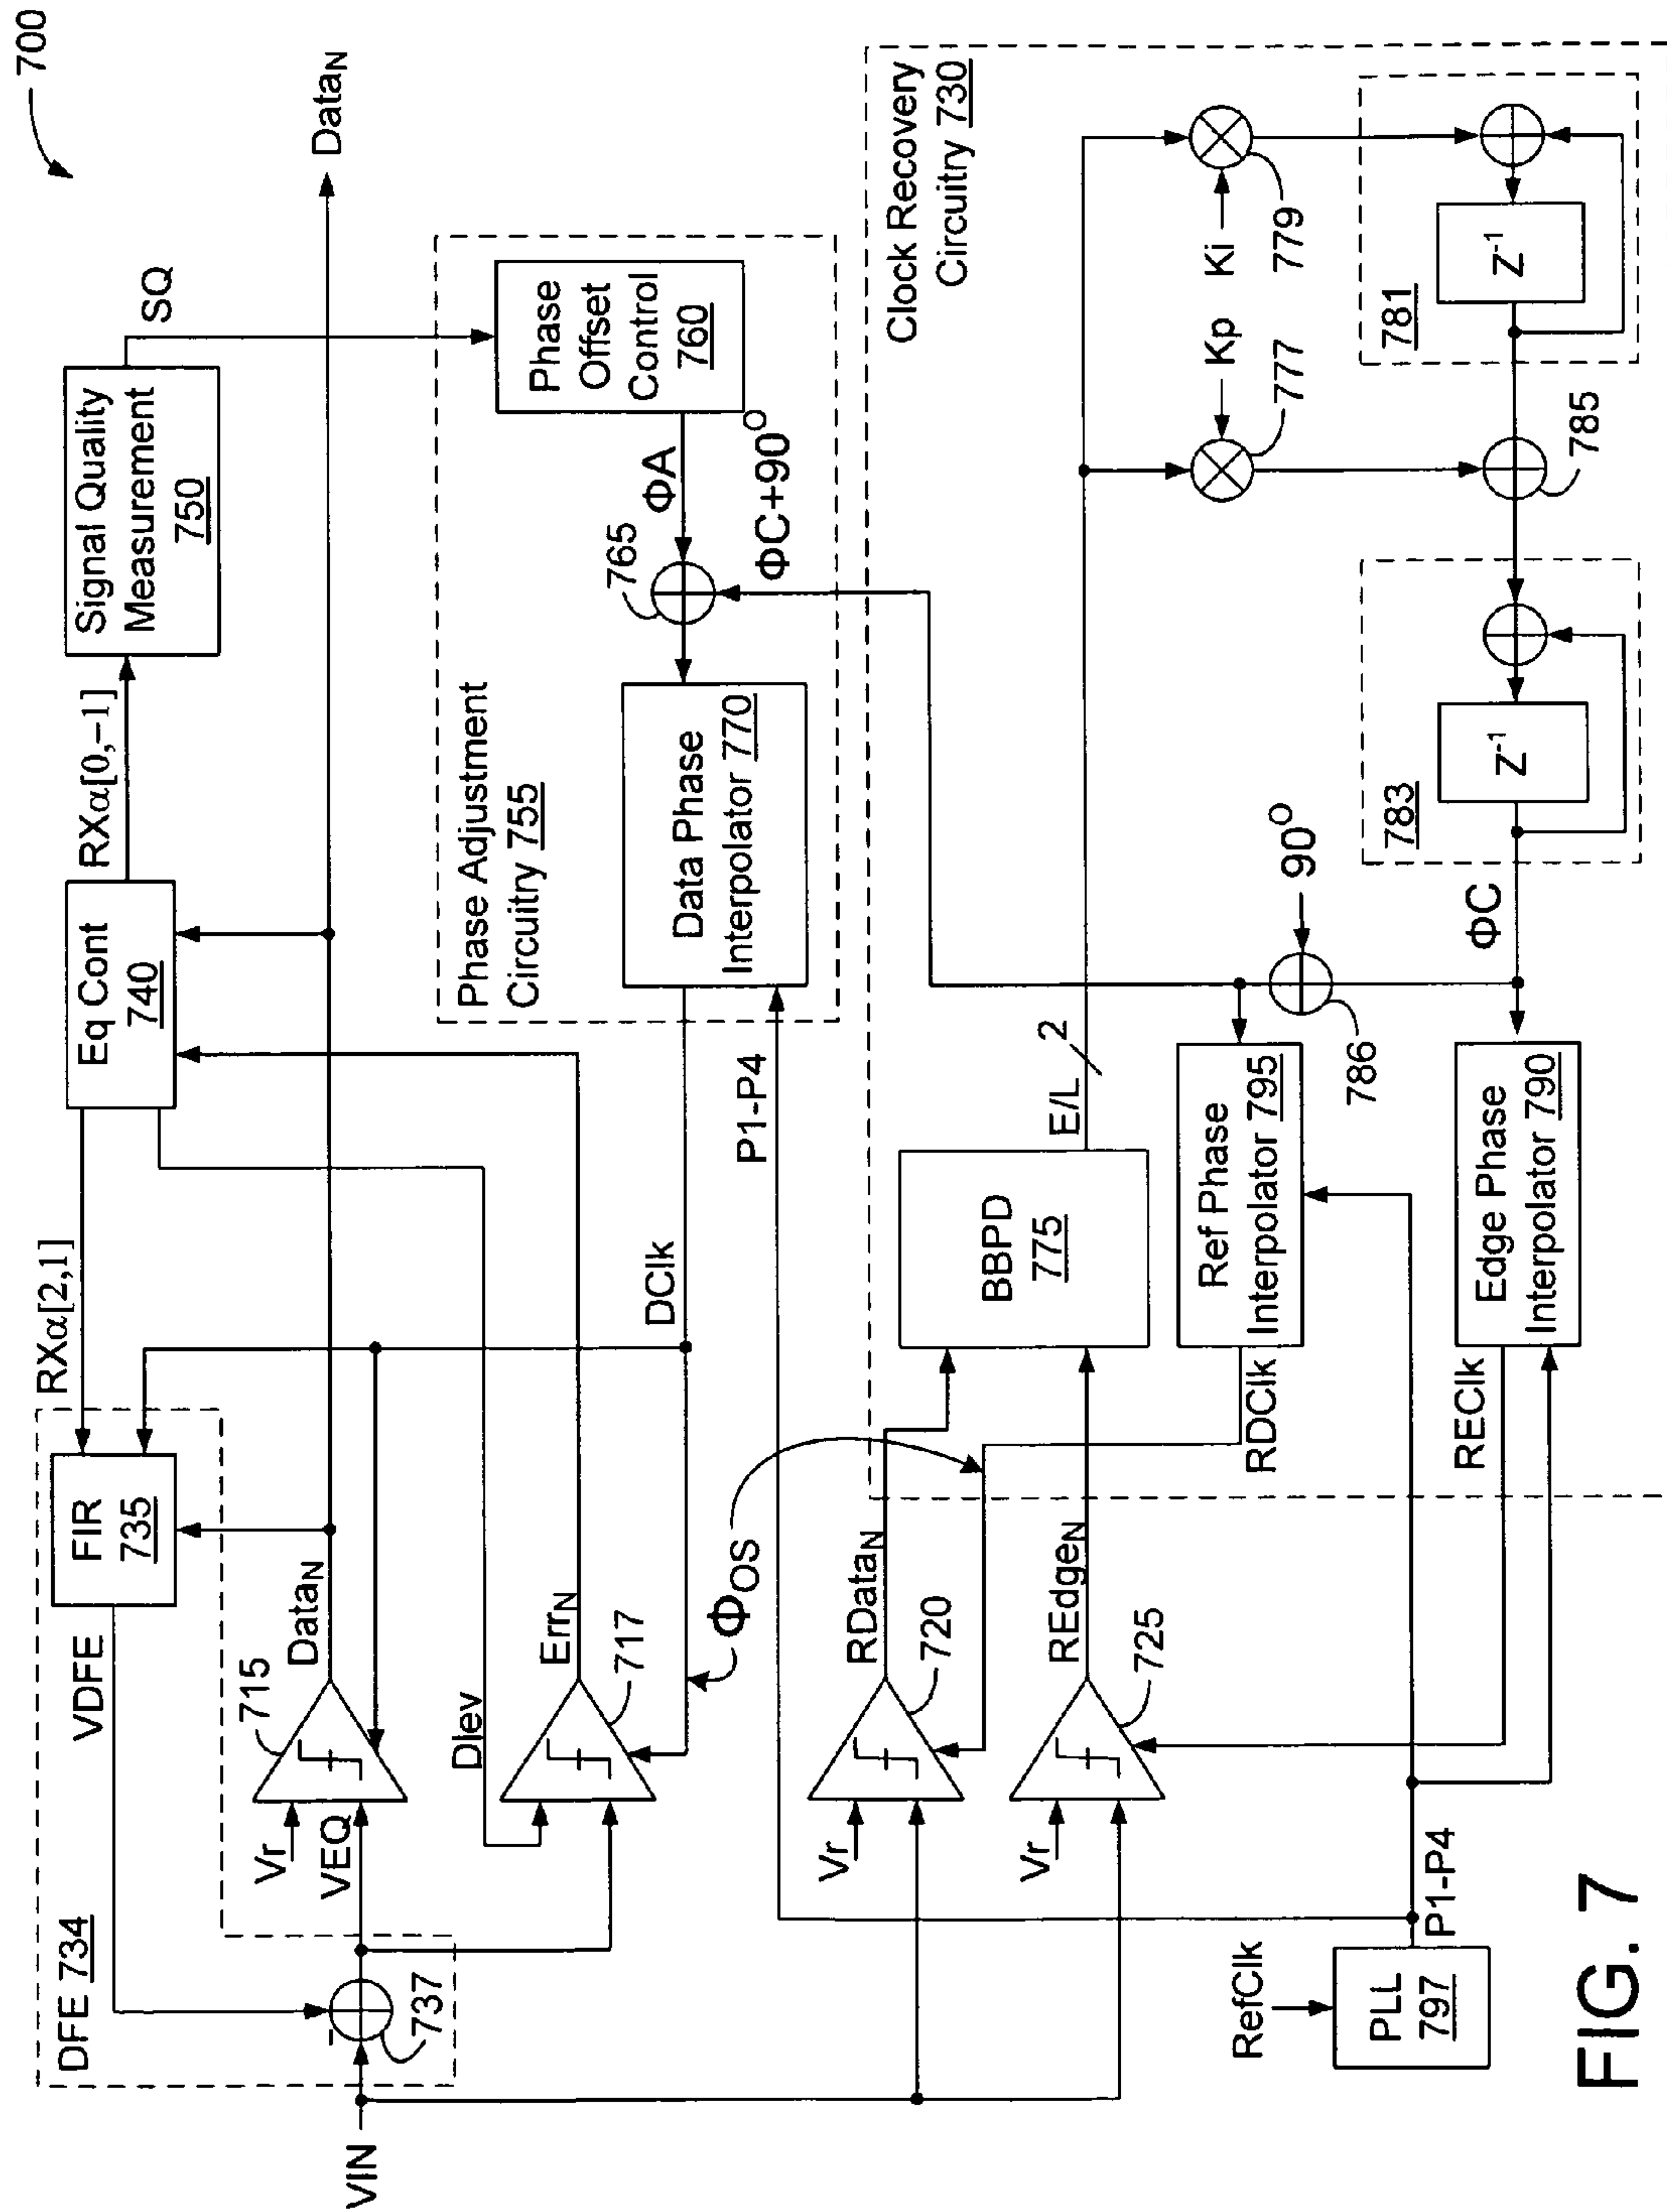 700
DFE 734
VDFE
FIR
735
RXα[2,1]
Eq Cont
740
RXα[0,−1]
Signal Quality
Measurement
750
SQ
VIN
-
737
Vr
VEQ
715
DataN
DataN
Dlev
717
ErrN
ΦOS
DClk
P1-P4
Phase Adjustment
Circuitry 755
Data Phase
Interpolator 770
765
ΦA
ΦC+90O
Phase
Offset
Control
760
Vr
720
RDataN
Vr
725
REdgeN
Clock Recovery
Circuitry 730
BBPD
775
E/L
2
RDClk
Ref Phase
Interpolator 795
786
90O
REClk
Edge Phase
Interpolator 790
ΦC
783
Z-1
785
777
Kp
Ki
779
781
Z-1
RefClk
PLL
797
P1-P4
FIG. 7